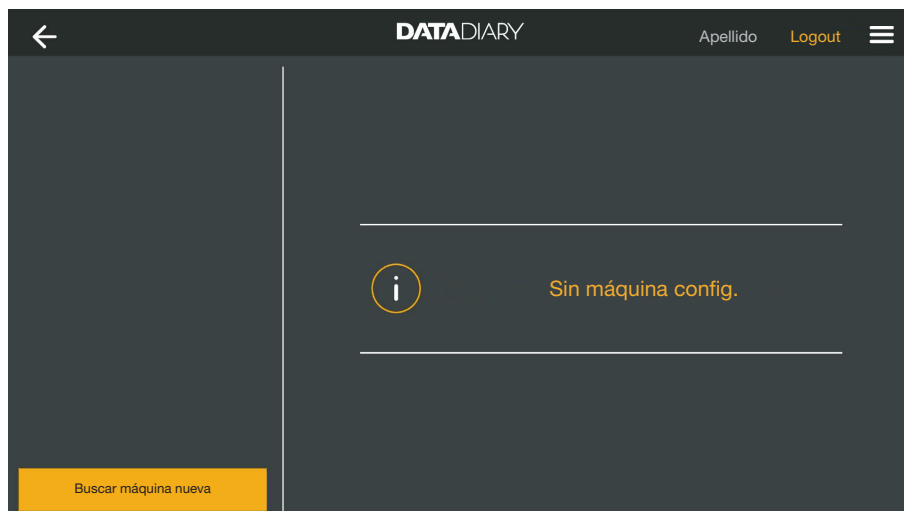 DATADIARY
Apellido
Logout
i
Sin máquina config.
Buscar máquina nueva